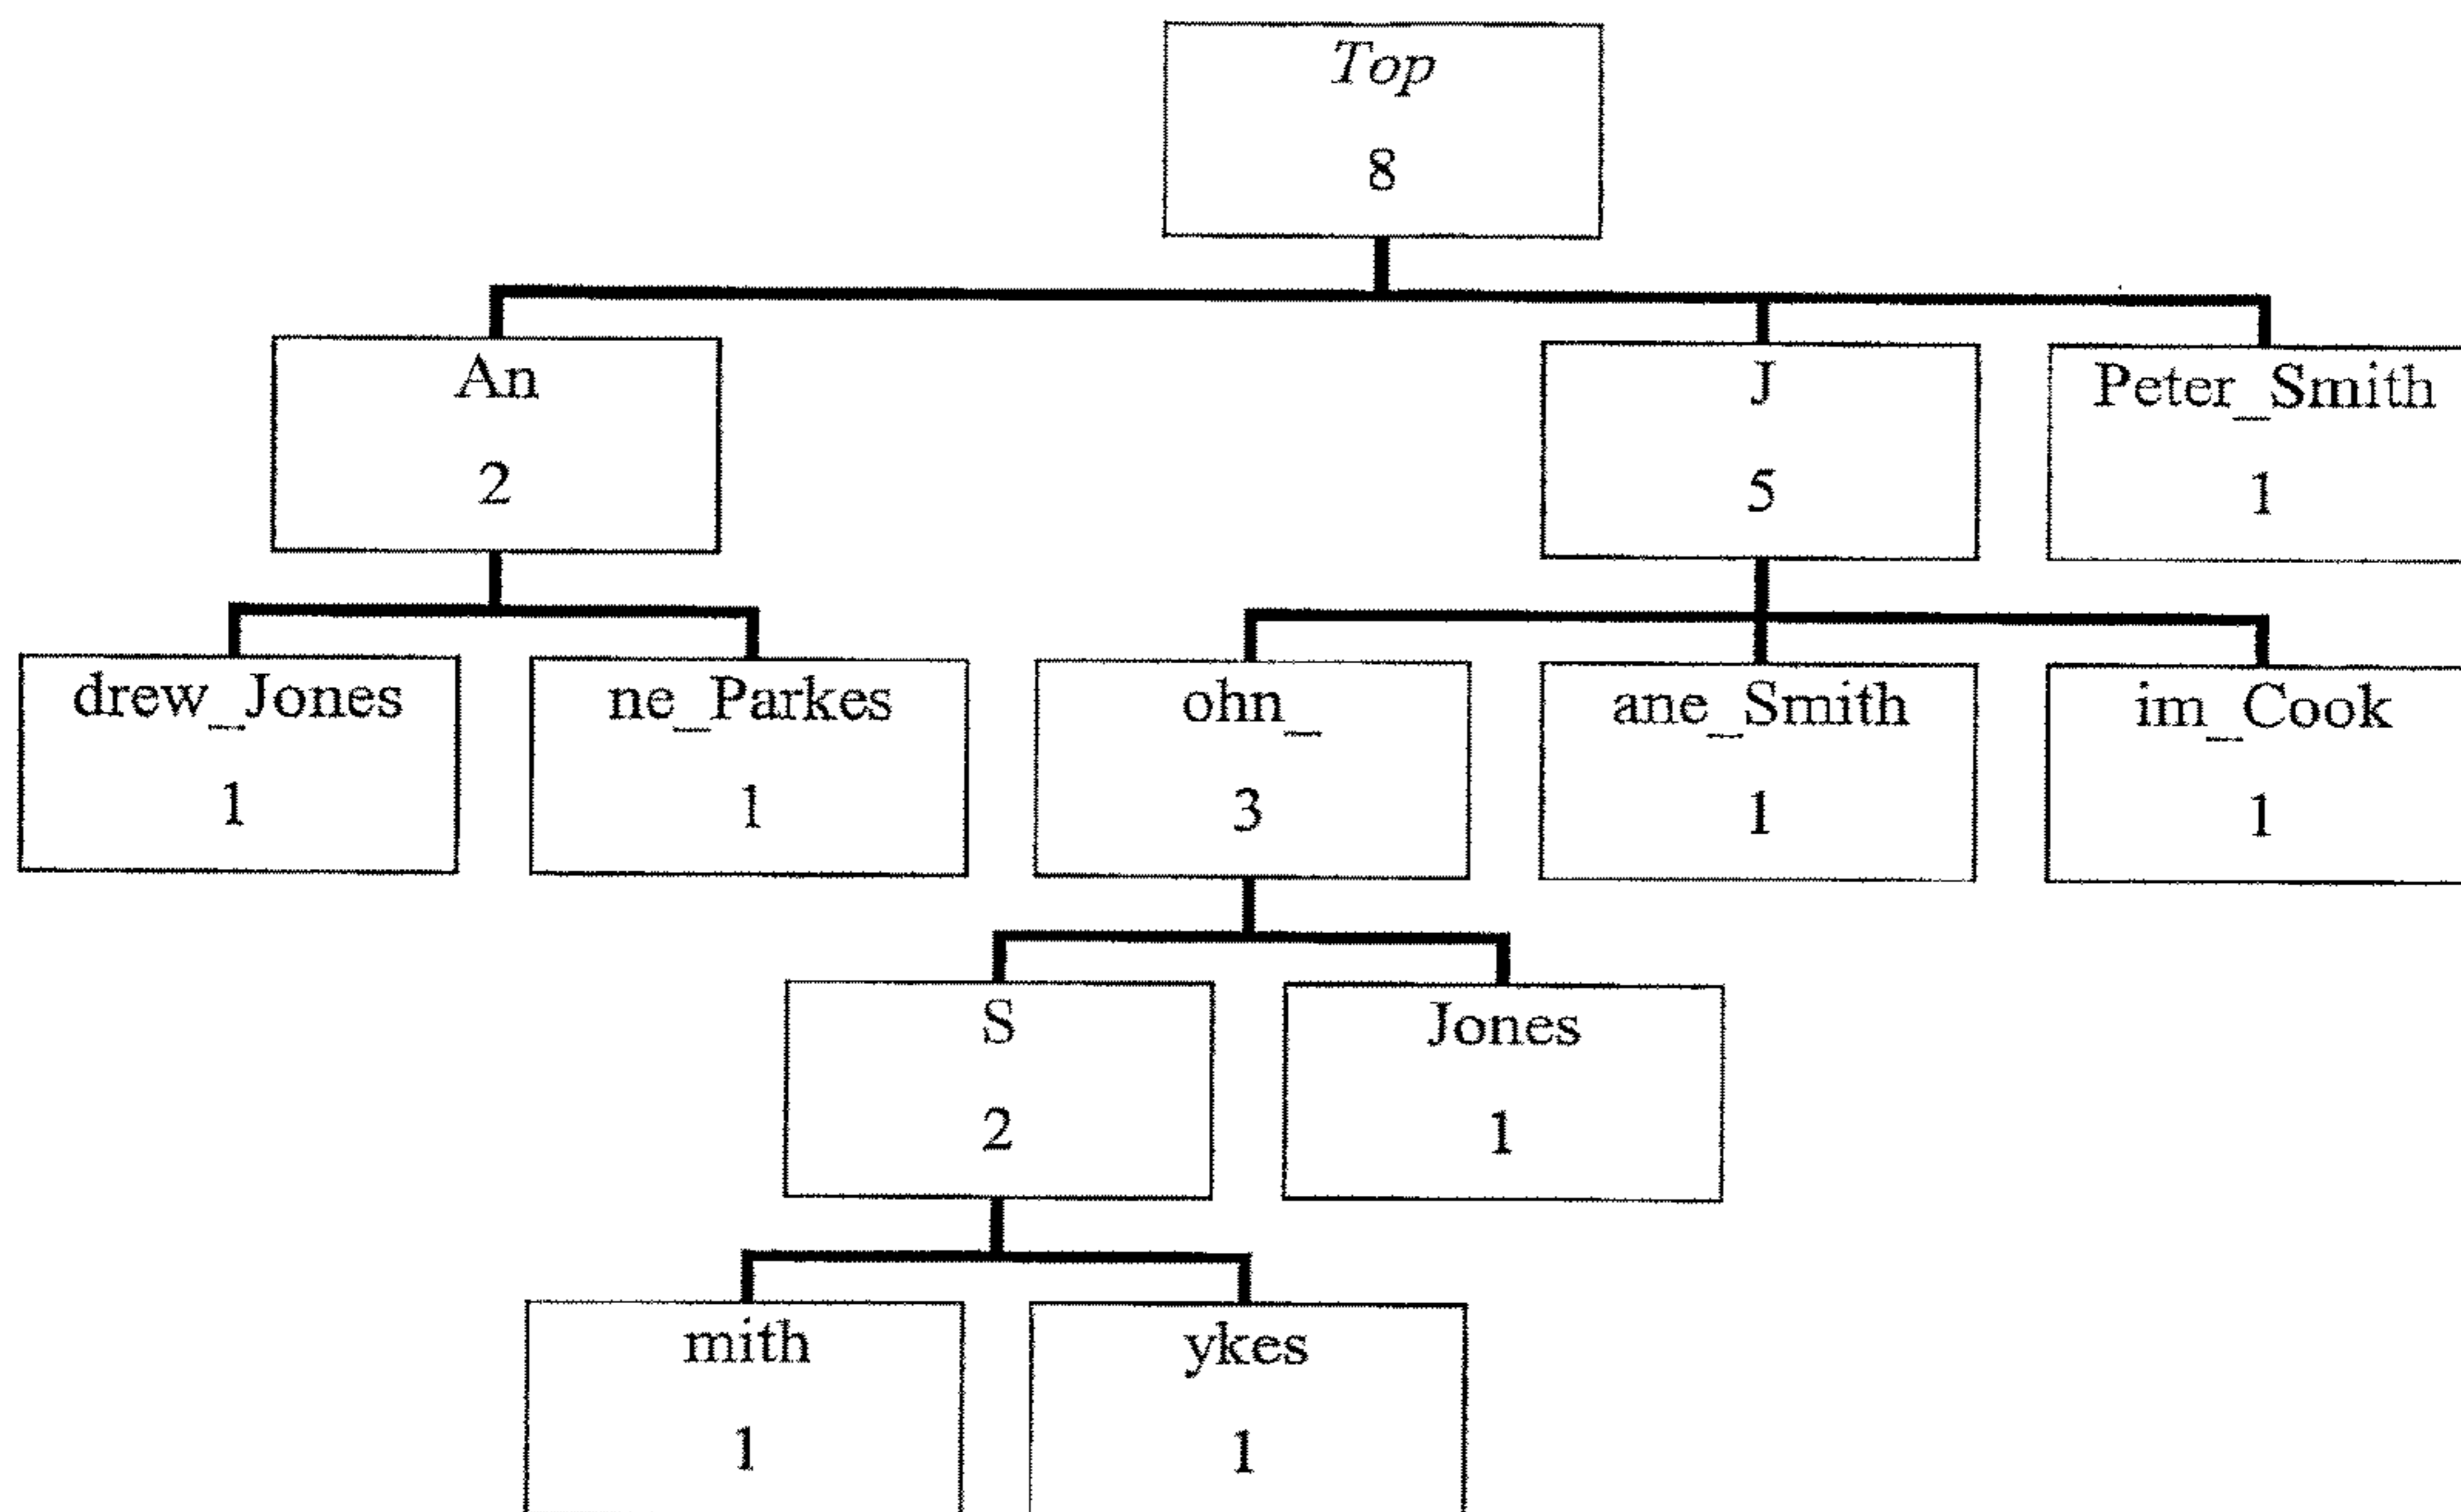 Top
8
An
2
J
5
Peter_Smith
1
drew_Jones
1
ne_Parkes
1
ohn_
3
ane_Smith
1
im_Cook
1
S
2
Jones
1
mith
1
ykes
1